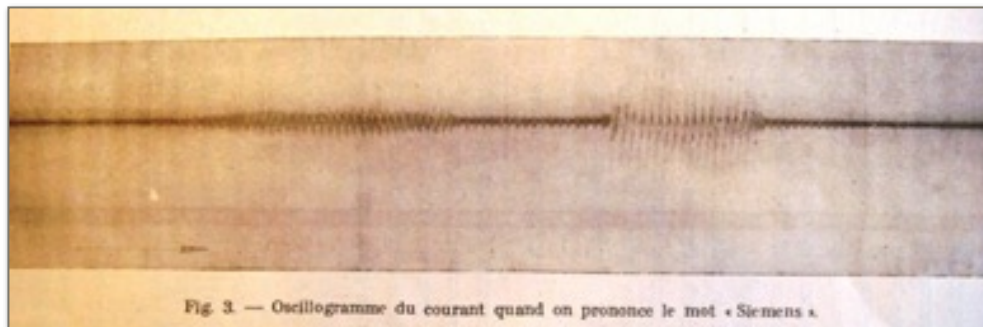 Fig. 3. — Oscillogramme du courant quand on prononce le mot « Siemens ».